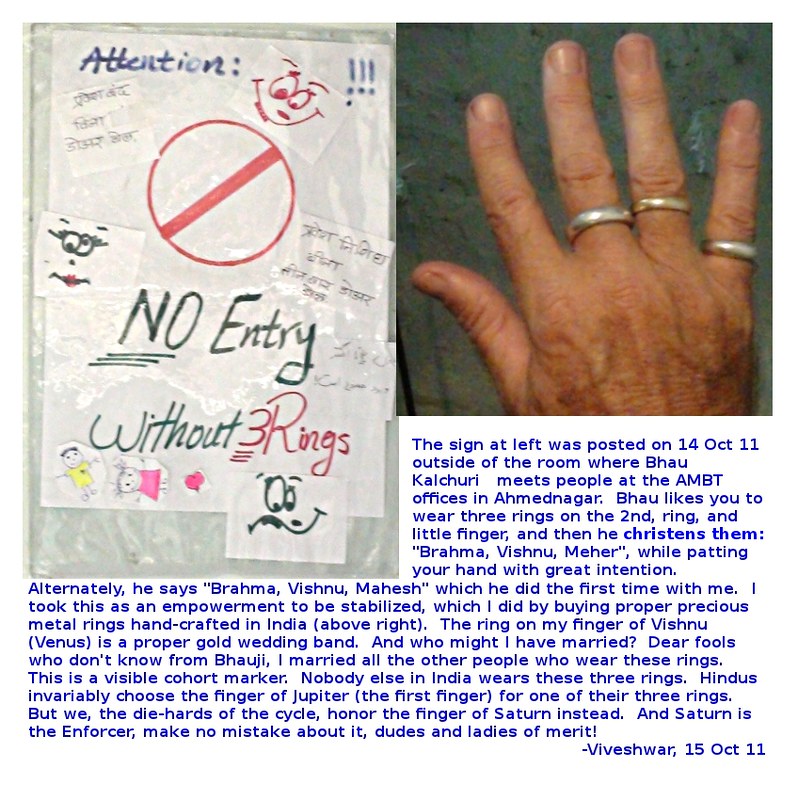 Attention: !!!
प्रवेश बंद
बिना
डोअर बेल
बीना
डोअर
NO Entry
Without 3 Rings
The sign at left was posted on 14 Oct 11
outside of the room where Bhau
Kalchuri meets people at the AMBT
offices in Ahmednagar. Bhau likes you to
wear three rings on the 2nd, ring, and
little finger, and then he christens them:
"Brahma, Vishnu, Meher", while patting
your hand with great intention.
Alternately, he says "Brahma, Vishnu, Mahesh" which he did the first time with me. I
took this as an empowerment to be stabilized, which I did by buying proper precious
metal rings hand-crafted in India (above right). The ring on my finger of Vishnu
(Venus) is a proper gold wedding band. And who might I have married? Dear fools
who don't know from Bhauji, I married all the other people who wear these rings.
This is a visible cohort marker. Nobody else in India wears these three rings. Hindus
invariably choose the finger of Jupiter (the first finger) for one of their three rings.
But we, the die-hards of the cycle, honor the finger of Saturn instead. And Saturn is
the Enforcer, make no mistake about it, dudes and ladies of merit!
-Viveshwar, 15 Oct 11